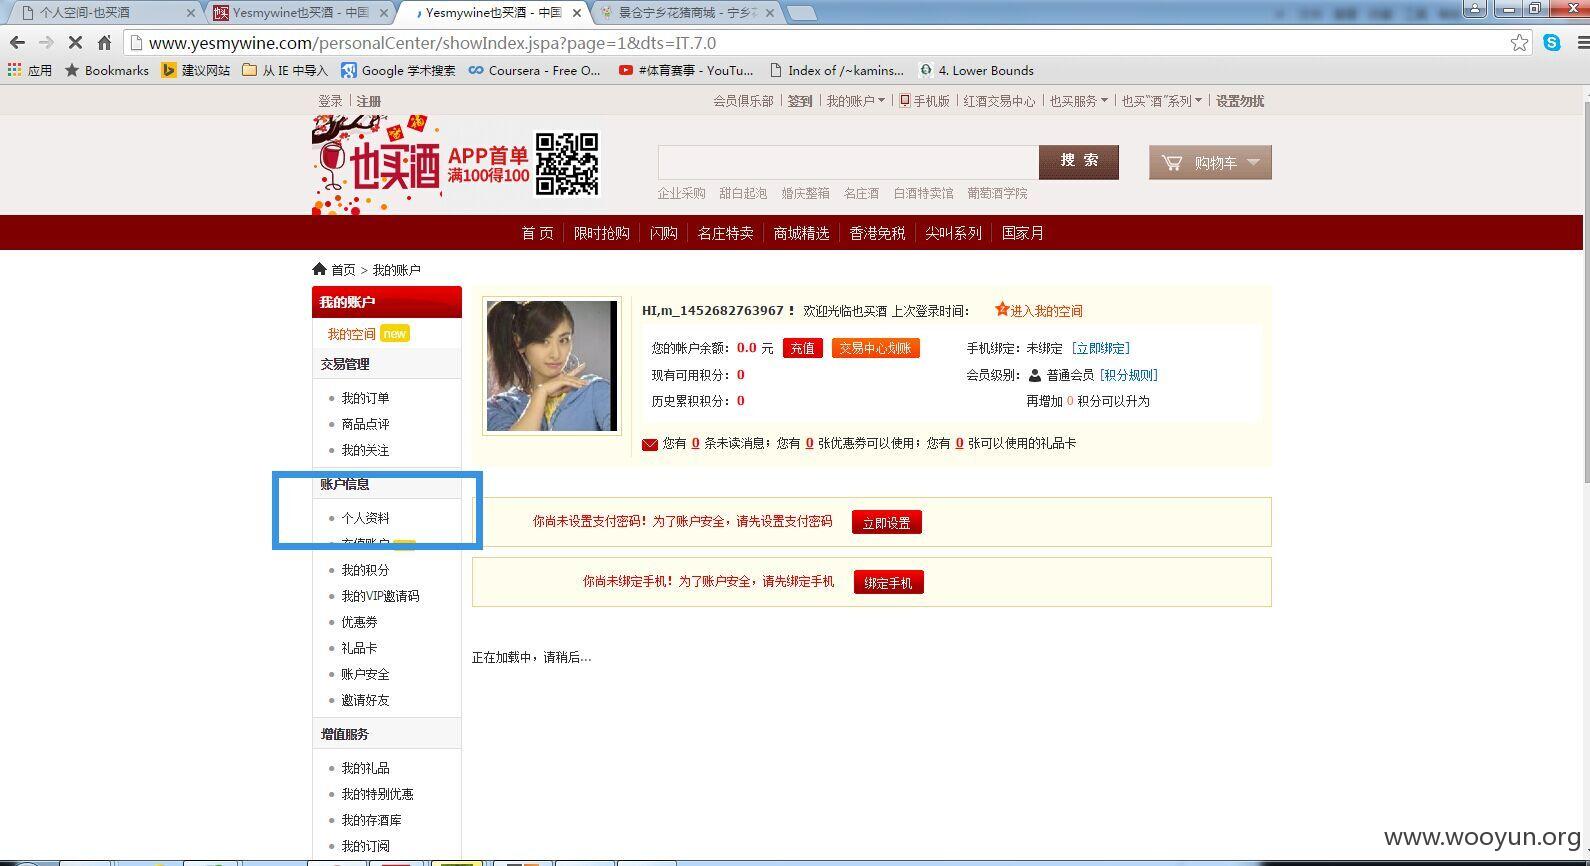 个人空间-也买酒
Yesmywine也买酒 - 中国
Yesmywine也买酒 - 中国
景仓宁乡花猪商城 - 宁乡
www.yesmywine.com/personalCenter/showIndex.jspa?page=1&dts=IT.7.0
应用 Bookmarks 建议网站 从 IE 中导入 Google 学术搜索 Coursera - Free O... #体育赛事 - YouTu... Index of /~kamins... 4. Lower Bounds
登录 | 注册
会员俱乐部 | 签到 | 我的账户 | 手机版 | 红酒交易中心 | 也买服务 | 也买"酒"系列 | 设置勿扰
也买酒
APP首单
满100得100
搜 索
购物车
企业采购 甜白起泡 婚庆整箱 名庄酒 白酒特卖馆 葡萄酒学院
首 页 限时抢购 闪购 名庄特卖 商城精选 香港免税 尖叫系列 国家月
首页 > 我的账户
我的账户
我的空间 new
交易管理
我的订单
商品点评
我的关注
账户信息
个人资料
充值账户
我的积分
我的VIP邀请码
优惠券
礼品卡
账户安全
邀请好友
增值服务
我的礼品
我的特别优惠
我的存酒库
我的订阅
HI,m_1452682763967！ 欢迎光临也买酒 上次登录时间： 进入我的空间
您的账户余额：0.0 元 充值 交易中心划账 手机绑定：未绑定 [立即绑定]
现有可用积分：0 会员级别： 普通会员 [积分规则]
历史累积积分：0 再增加 0 积分可以升为
您有 0 条未读消息；您有 0 张优惠券可以使用；您有 0 张可以使用的礼品卡
你尚未设置支付密码！为了账户安全，请先设置支付密码 立即设置
你尚未绑定手机！为了账户安全，请先绑定手机 绑定手机
正在加载中，请稍后...
www.wooyun.org